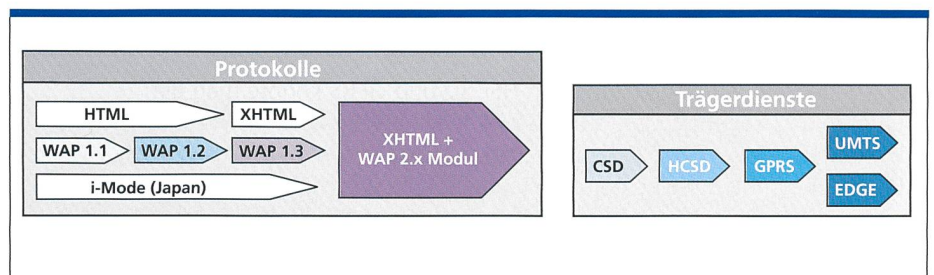 Protokolle
HTML
XHTML
WAP 1.1
WAP 1.2
WAP 1.3
i-Mode (Japan)
XHTML +
WAP 2.x Modul
Trägerdienste
CSD
HCSD
GPRS
UMTS
EDGE